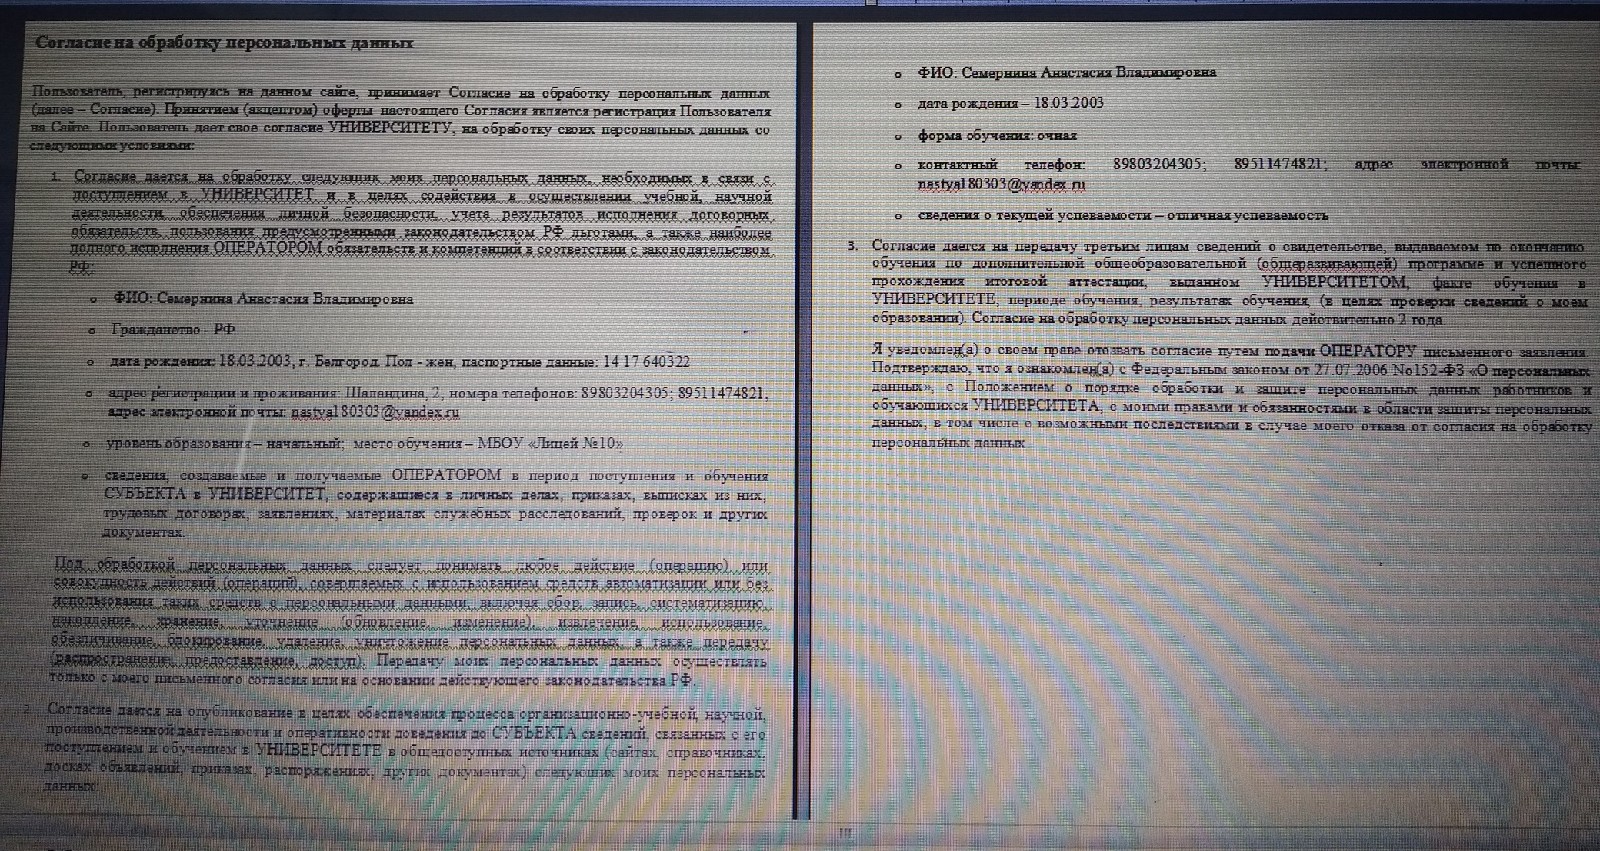 Согласие на обработку персональных данных
Пользователь, регистрируясь на данном сайте, принимает Согласие на обработку персональных данных
(далее – Согласие). Принятием (акцептом) оферты настоящего Согласия является регистрация Пользователя
на Сайте. Пользователь дает свое согласие УНИВЕРСИТЕТУ, на обработку своих персональных данных со
следующими условиями:
1. Согласие дается на обработку следующих моих персональных данных, необходимых в связи с
поступлением в УНИВЕРСИТЕТ и в целях содействия в осуществлении учебной, научной
деятельности, обеспечения личной безопасности, учета результатов исполнения договорных
обязательств, пользования предусмотренными законодательством РФ льготами, а также наиболее
полного исполнения ОПЕРАТОРОМ обязательств и компетенций в соответствии с законодательством
РФ:
o ФИО: Семернина Анастасия Владимировна
o Гражданство - РФ
o дата рождения: 18.03.2003, г. Белгород. Пол - жен, паспортные данные: 14 17 640322
o адрес регистрации и проживания: Шаландина, 2, номера телефонов: 89803204305; 89511474821,
адрес электронной почты: nastya180303@yandex.ru
o уровень образования – начальный; место обучения – МБОУ «Лицей №10»
o сведения, создаваемые и получаемые ОПЕРАТОРОМ в период поступления и обучения
СУБЪЕКТА в УНИВЕРСИТЕТ, содержащиеся в личных делах, приказах, выписках из них,
трудовых договорах, заявлениях, материалах служебных расследований, проверок и других
документах.
Под обработкой персональных данных следует понимать любое действие (операцию) или
совокупность действий (операций), совершаемых с использованием средств автоматизации или без
использования таких средств с персональными данными, включая сбор, запись, систематизацию,
накопление, хранение, уточнение (обновление, изменение), извлечение, использование,
обезличивание, блокирование, удаление, уничтожение персональных данных, а также передачу
(распространение, предоставление, доступ). Передачу моих персональных данных осуществлять
только с моего письменного согласия или на основании действующего законодательства РФ.
2. Согласие дается на опубликование в целях обеспечения процесса организационно-учебной, научной,
производственной деятельности и оперативности доведения до СУБЪЕКТА сведений, связанных с его
поступлением и обучением в УНИВЕРСИТЕТЕ в общедоступных источниках (сайтах, справочниках,
досках объявлений, приказах, распоряжениях, других документах) следующих моих персональных
данных:
o ФИО: Семернина Анастасия Владимировна
o дата рождения – 18.03.2003
o форма обучения: очная
o контактный телефон: 89803204305; 89511474821; адрес электронной почты:
nastya180303@yandex.ru
o сведения о текущей успеваемости – отличная успеваемость
3. Согласие дается на передачу третьим лицам сведений о свидетельстве, выдаваемом по окончанию
обучения по дополнительной общеобразовательной (общеразвивающей) программе и успешного
прохождения итоговой аттестации, выданном УНИВЕРСИТЕТОМ, факте обучения в
УНИВЕРСИТЕТЕ, периоде обучения, результатах обучения, (в целях проверки сведений о моем
образовании). Согласие на обработку персональных данных действительно 2 года.
Я уведомлен(а) о своем праве отозвать согласие путем подачи ОПЕРАТОРУ письменного заявления.
Подтверждаю, что я ознакомлен(а) с Федеральным законом от 27.07.2006 No152-ФЗ «О персональных
данных», с Положением о порядке обработки и защите персональных данных работников и
обучающихся УНИВЕРСИТЕТА, с моими правами и обязанностями в области защиты персональных
данных, в том числе с возможными последствиями в случае моего отказа от согласия на обработку
персональных данных